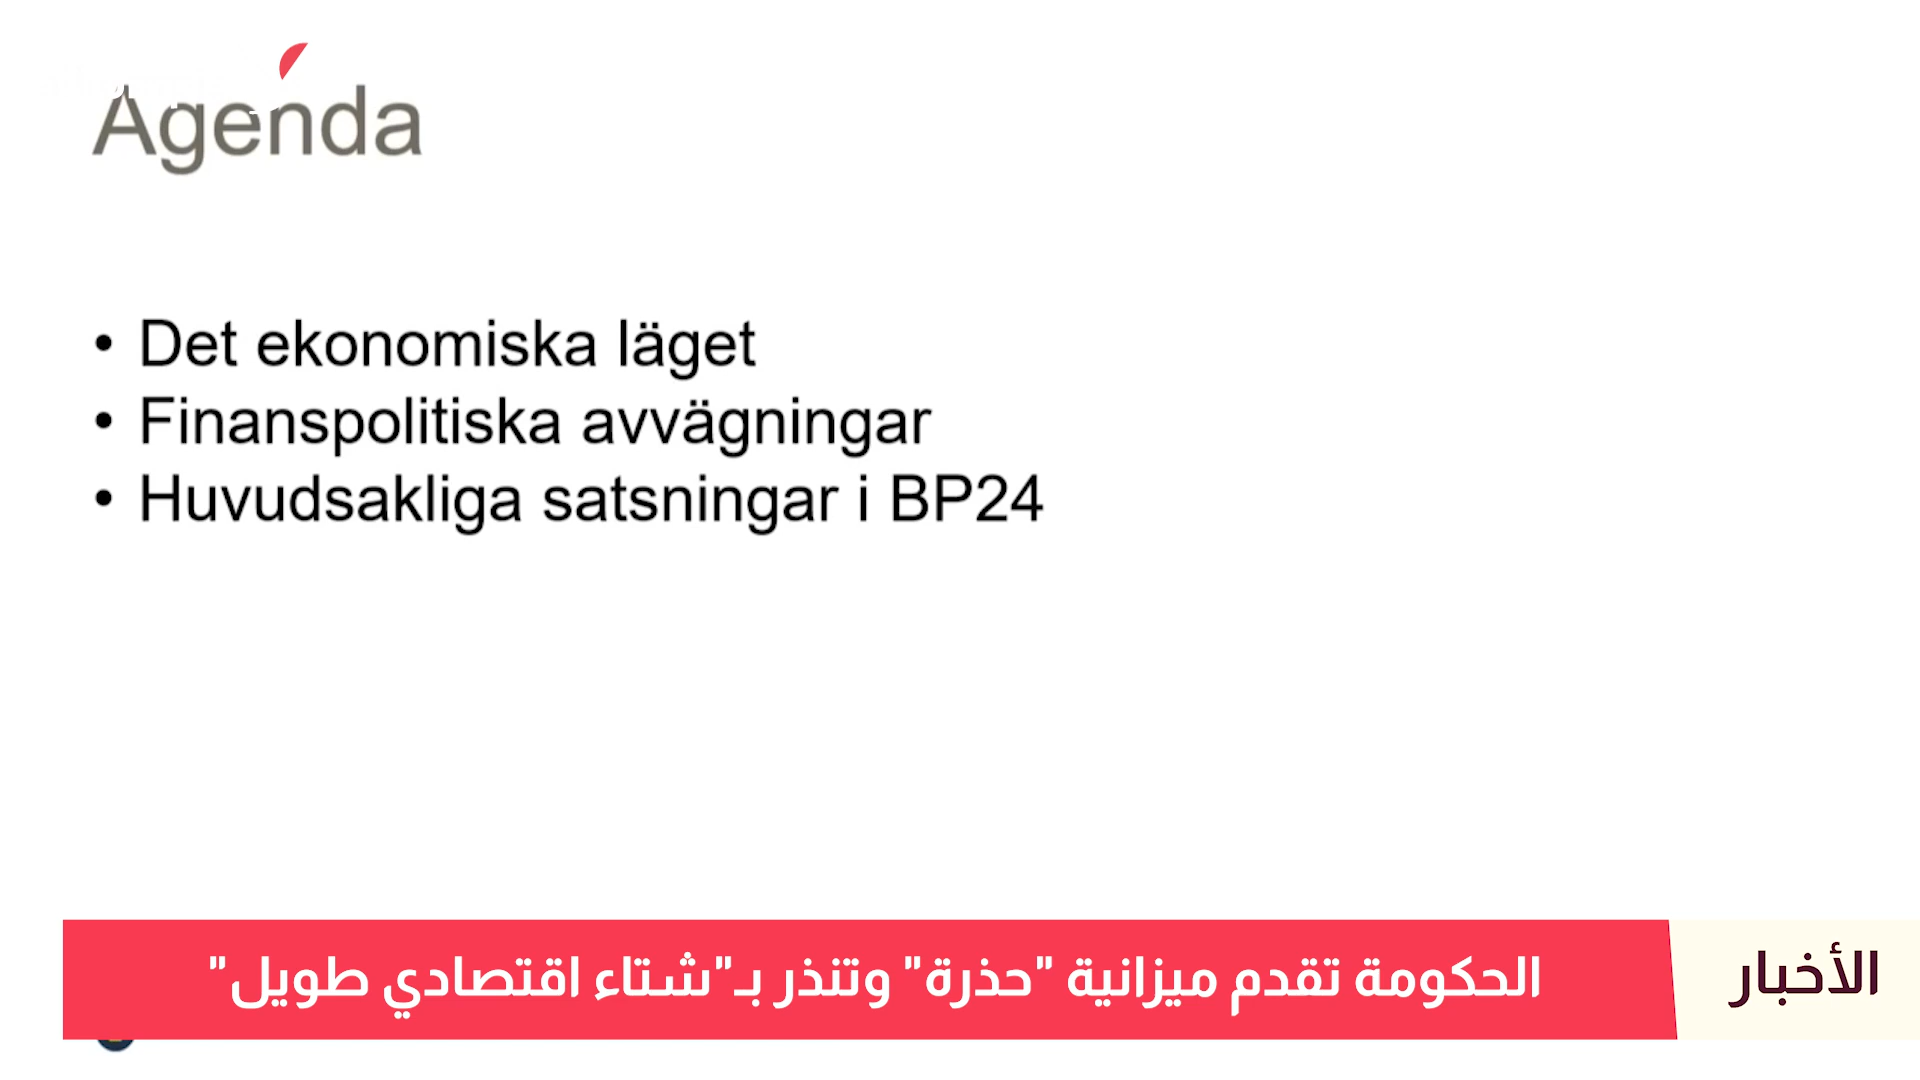 Agenda
• Det ekonomiska läget
• Finanspolitiska avvägningar
• Huvudsakliga satsningar i BP24
الأخبار
الحكومة تقدم ميزانية "حذرة" وتنذر بـ"شتاء اقتصادي طويل"